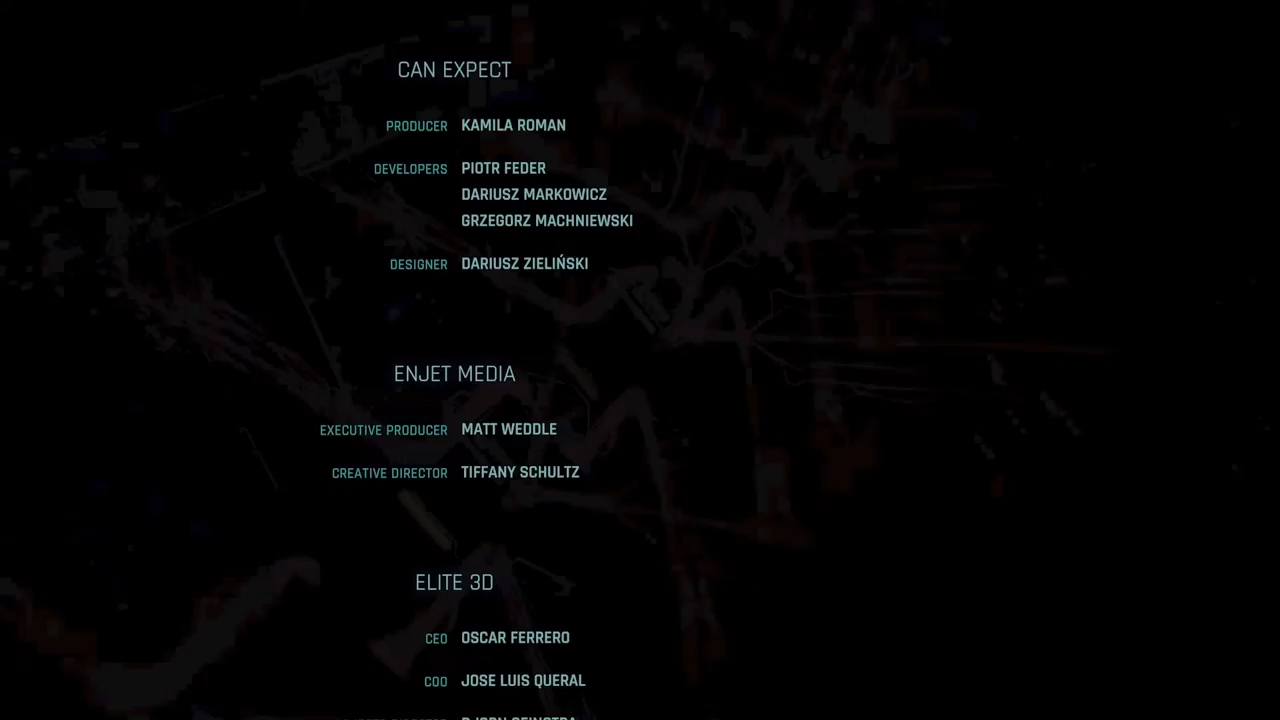 CAN EXPECT
PRODUCER KAMILA ROMAN
DEVELOPERS PIOTR FEDER
DARIUSZ MARKOWICZ
GRZEGORZ MACHNIEWSKI
DESIGNER DARIUSZ ZIELIŃSKI
ENJET MEDIA
EXECUTIVE PRODUCER MATT WEDDLE
CREATIVE DIRECTOR TIFFANY SCHULTZ
ELITE 3D
CEO OSCAR FERRERO
COO JOSE LUIS QUERAL